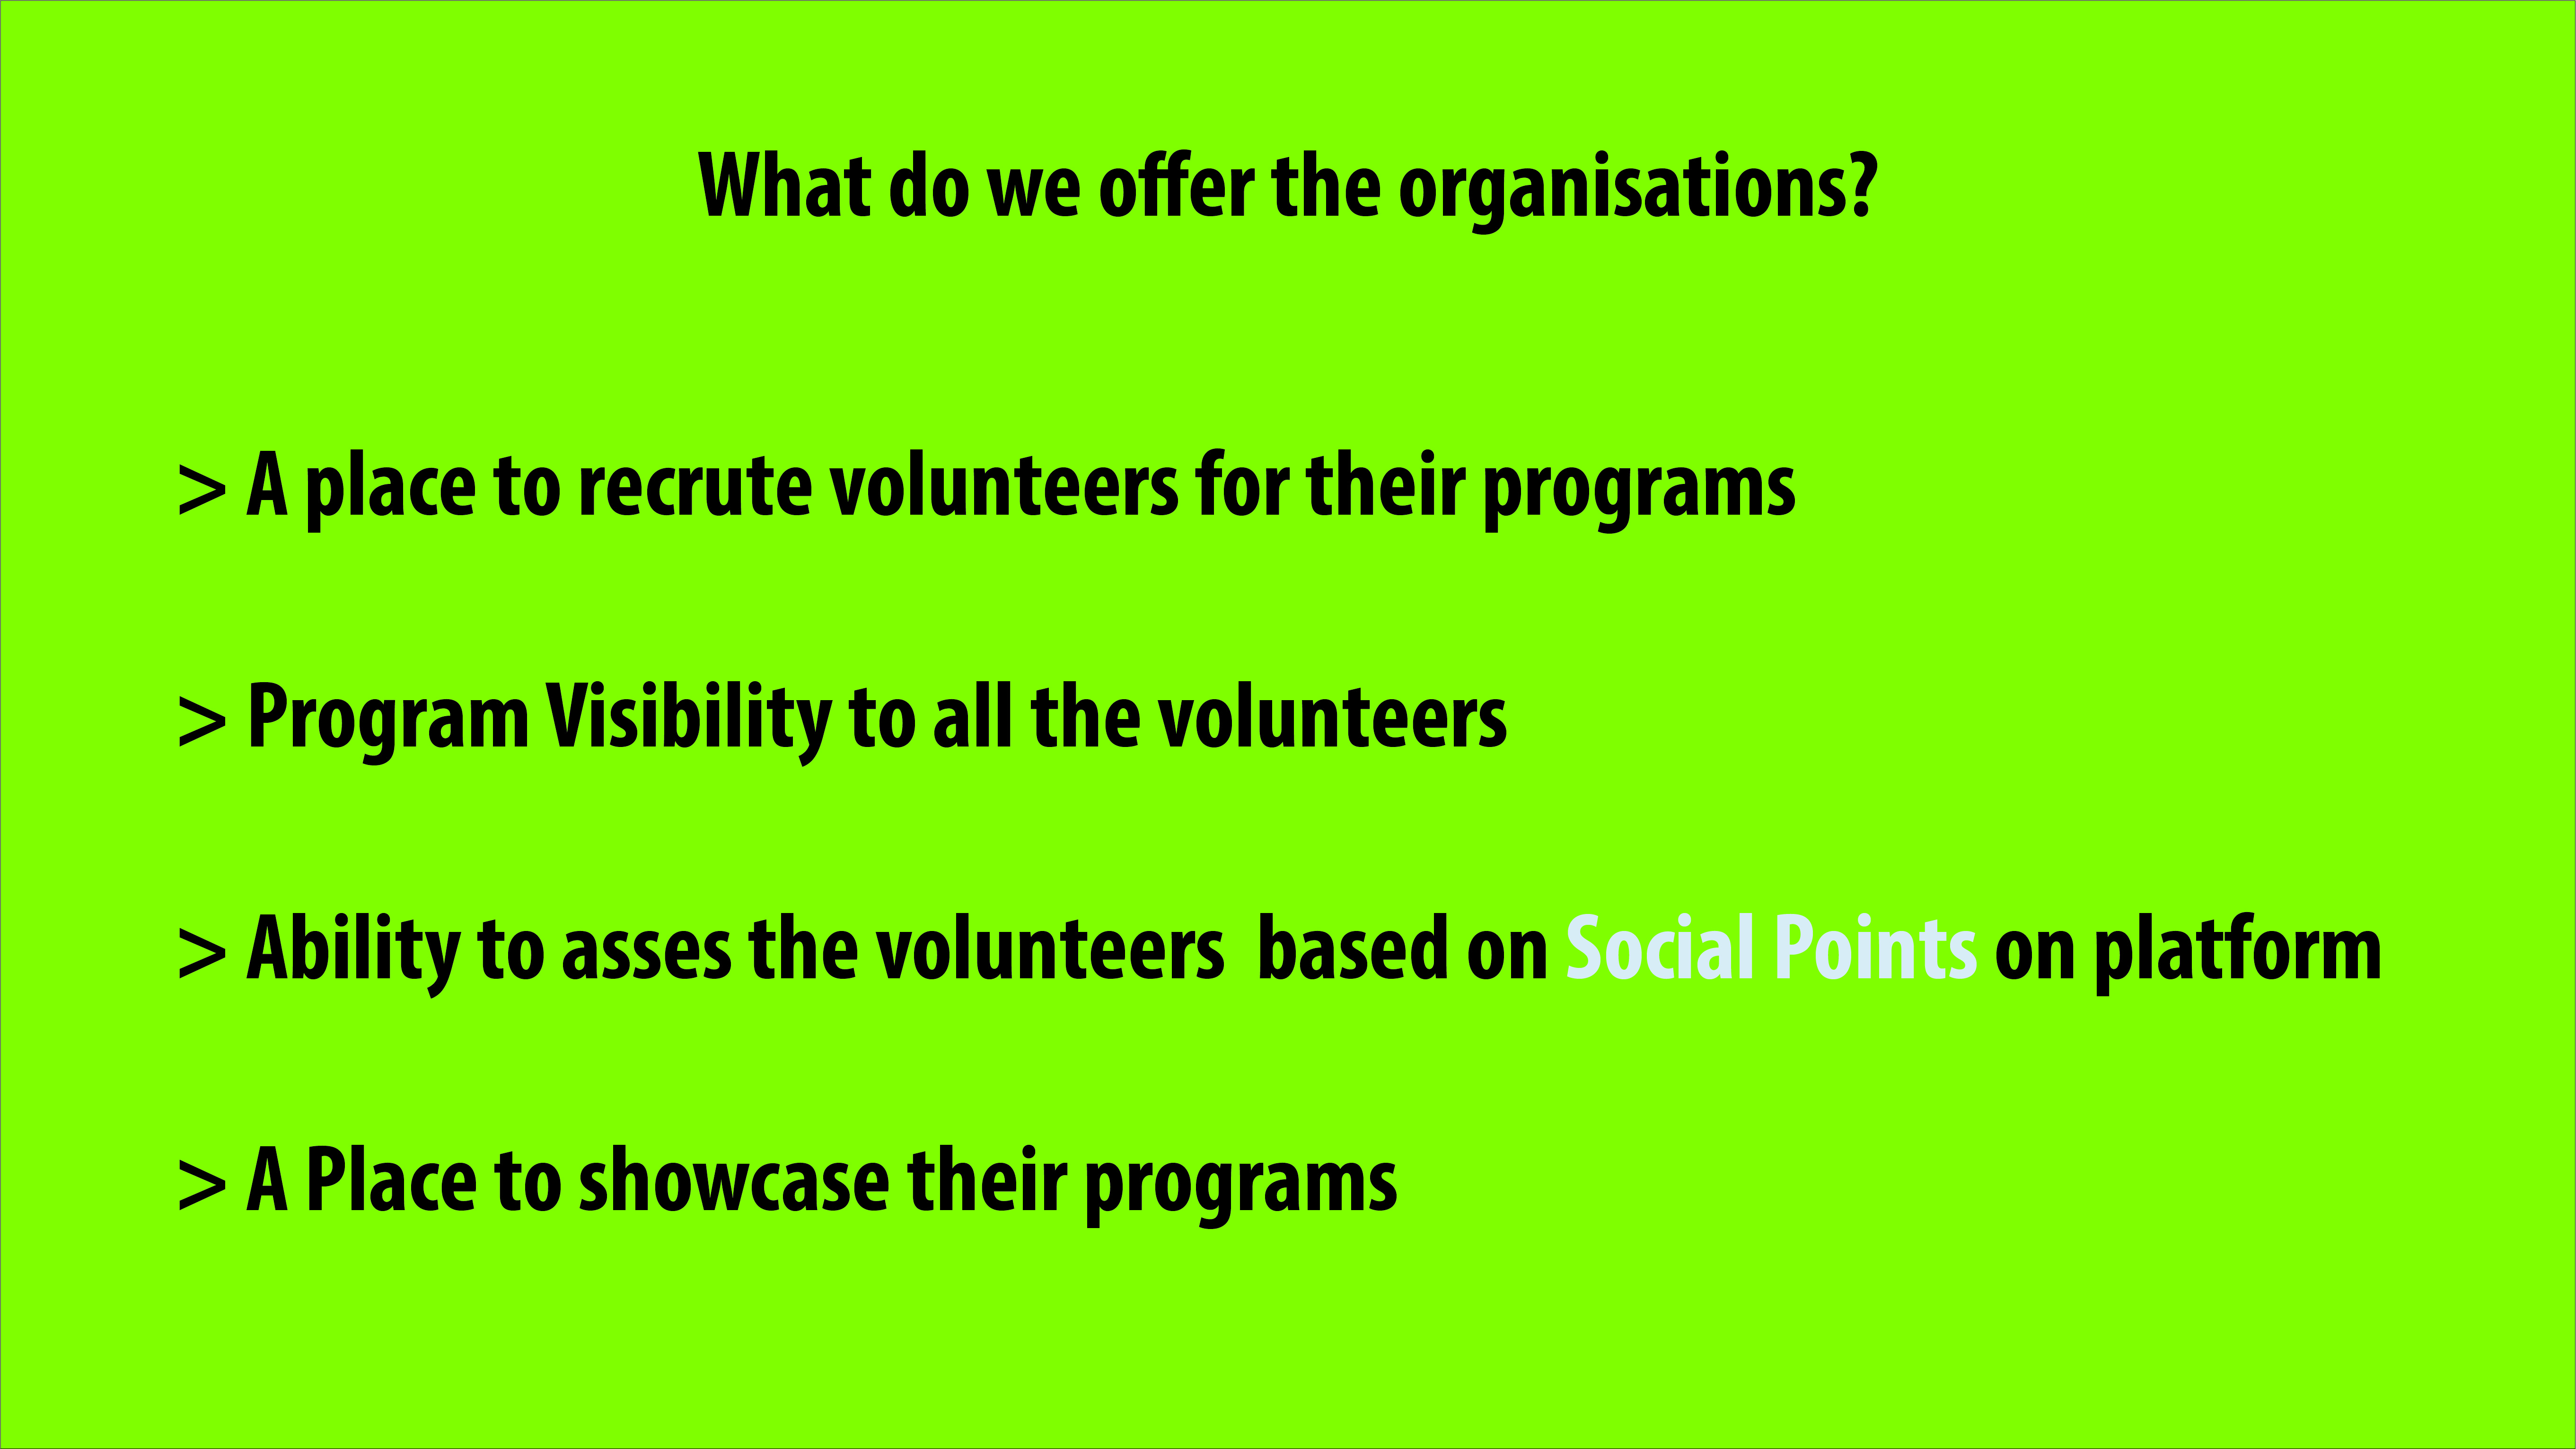 What do we offer the organisations?
> A place to recrute volunteers for their programs
> Program Visibility to all the volunteers
> Ability to asses the volunteers  based on Social Points on platform
> A Place to showcase their programs